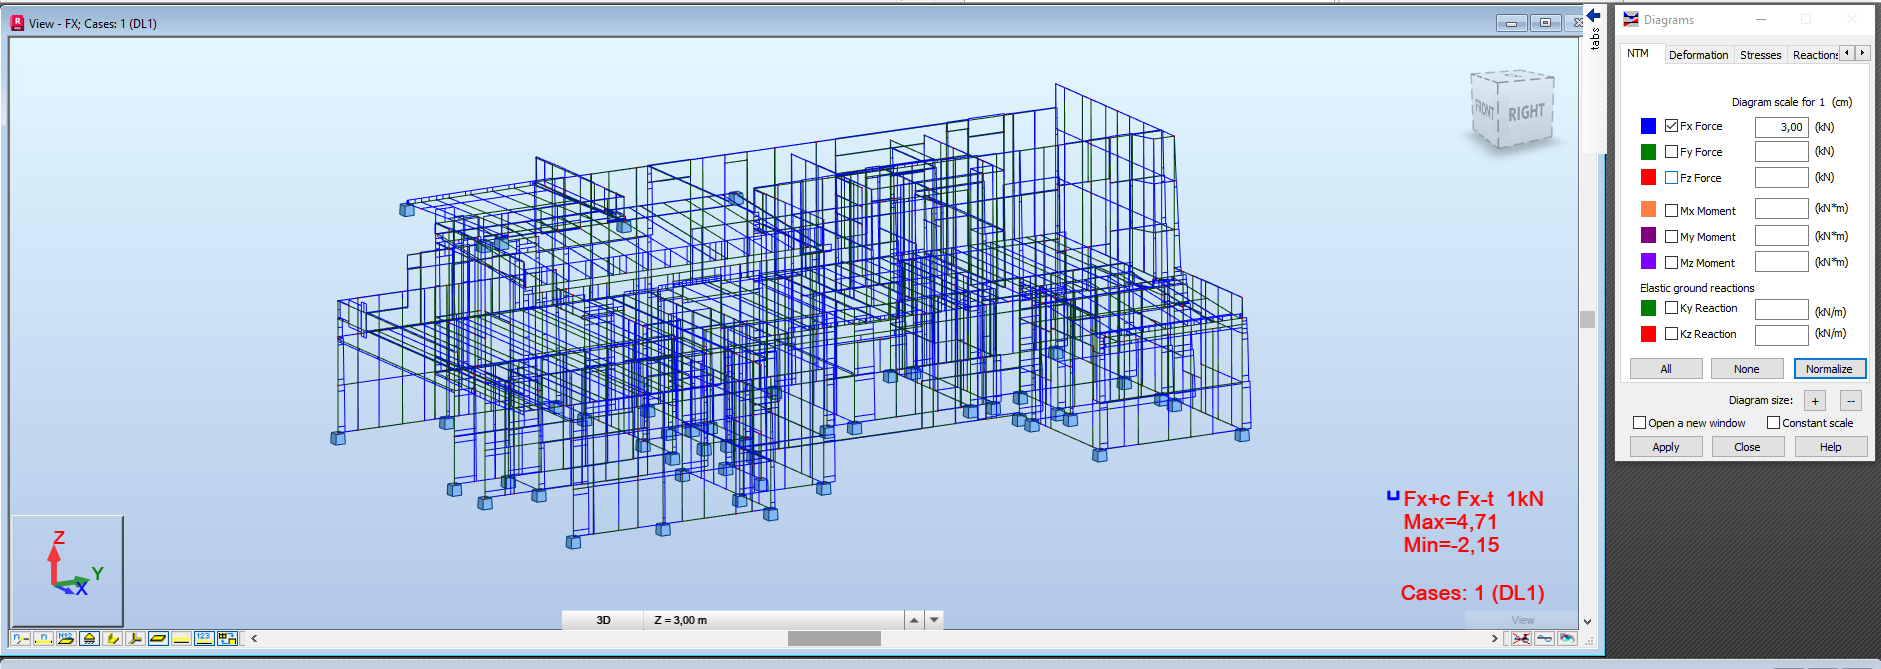 View - FX; Cases: 1 (DL1)
tabs
FRONT
RIGHT
Fx+c Fx-t 1kN
Max=4,71
Min=-2,15
Cases: 1 (DL1)
Z
Y
X
3D
Z = 3,00 m
View
Diagrams
NTM
Deformation
Stresses
Reactions
Diagram scale for 1 (cm)
Fx Force 3,00 (kN)
Fy Force (kN)
Fz Force (kN)
Mx Moment (kN*m)
My Moment (kN*m)
Mz Moment (kN*m)
Elastic ground reactions
Ky Reaction (kN/m)
Kz Reaction (kN/m)
All None Normalize
Diagram size: + --
Open a new window Constant scale
Apply Close Help